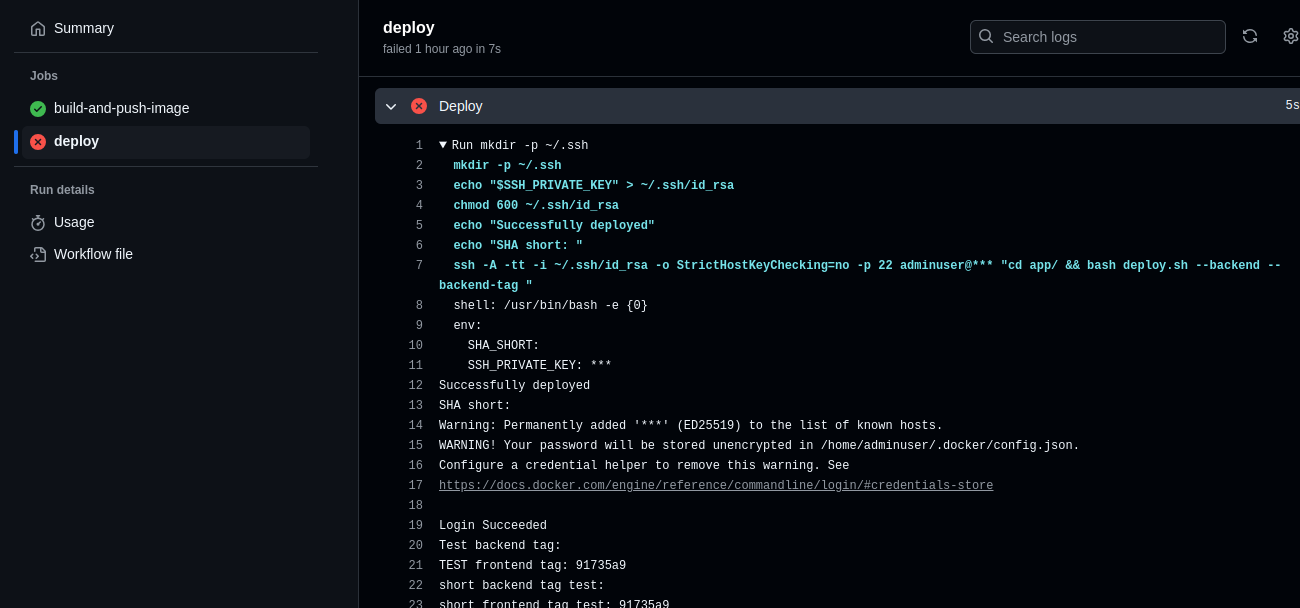 Summary
Jobs
build-and-push-image
deploy
Run details
Usage
Workflow file
deploy
failed 1 hour ago in 7s
Search logs
Deploy
5s
1 Run mkdir -p ~/.ssh
2 mkdir -p ~/.ssh
3 echo "$SSH_PRIVATE_KEY" > ~/.ssh/id_rsa
4 chmod 600 ~/.ssh/id_rsa
5 echo "Successfully deployed"
6 echo "SHA short: "
7 ssh -A -tt -i ~/.ssh/id_rsa -o StrictHostKeyChecking=no -p 22 adminuser@*** "cd app/ && bash deploy.sh --backend --
backend-tag "
8 shell: /usr/bin/bash -e {0}
9 env:
10 SHA_SHORT:
11 SSH_PRIVATE_KEY: ***
12 Successfully deployed
13 SHA short:
14 Warning: Permanently added '***' (ED25519) to the list of known hosts.
15 WARNING! Your password will be stored unencrypted in /home/adminuser/.docker/config.json.
16 Configure a credential helper to remove this warning. See
17 https://docs.docker.com/engine/reference/commandline/login/#credentials-store
18
19 Login Succeeded
20 Test backend tag:
21 TEST frontend tag: 91735a9
22 short backend tag test:
23 short frontend tag test: 91735a9